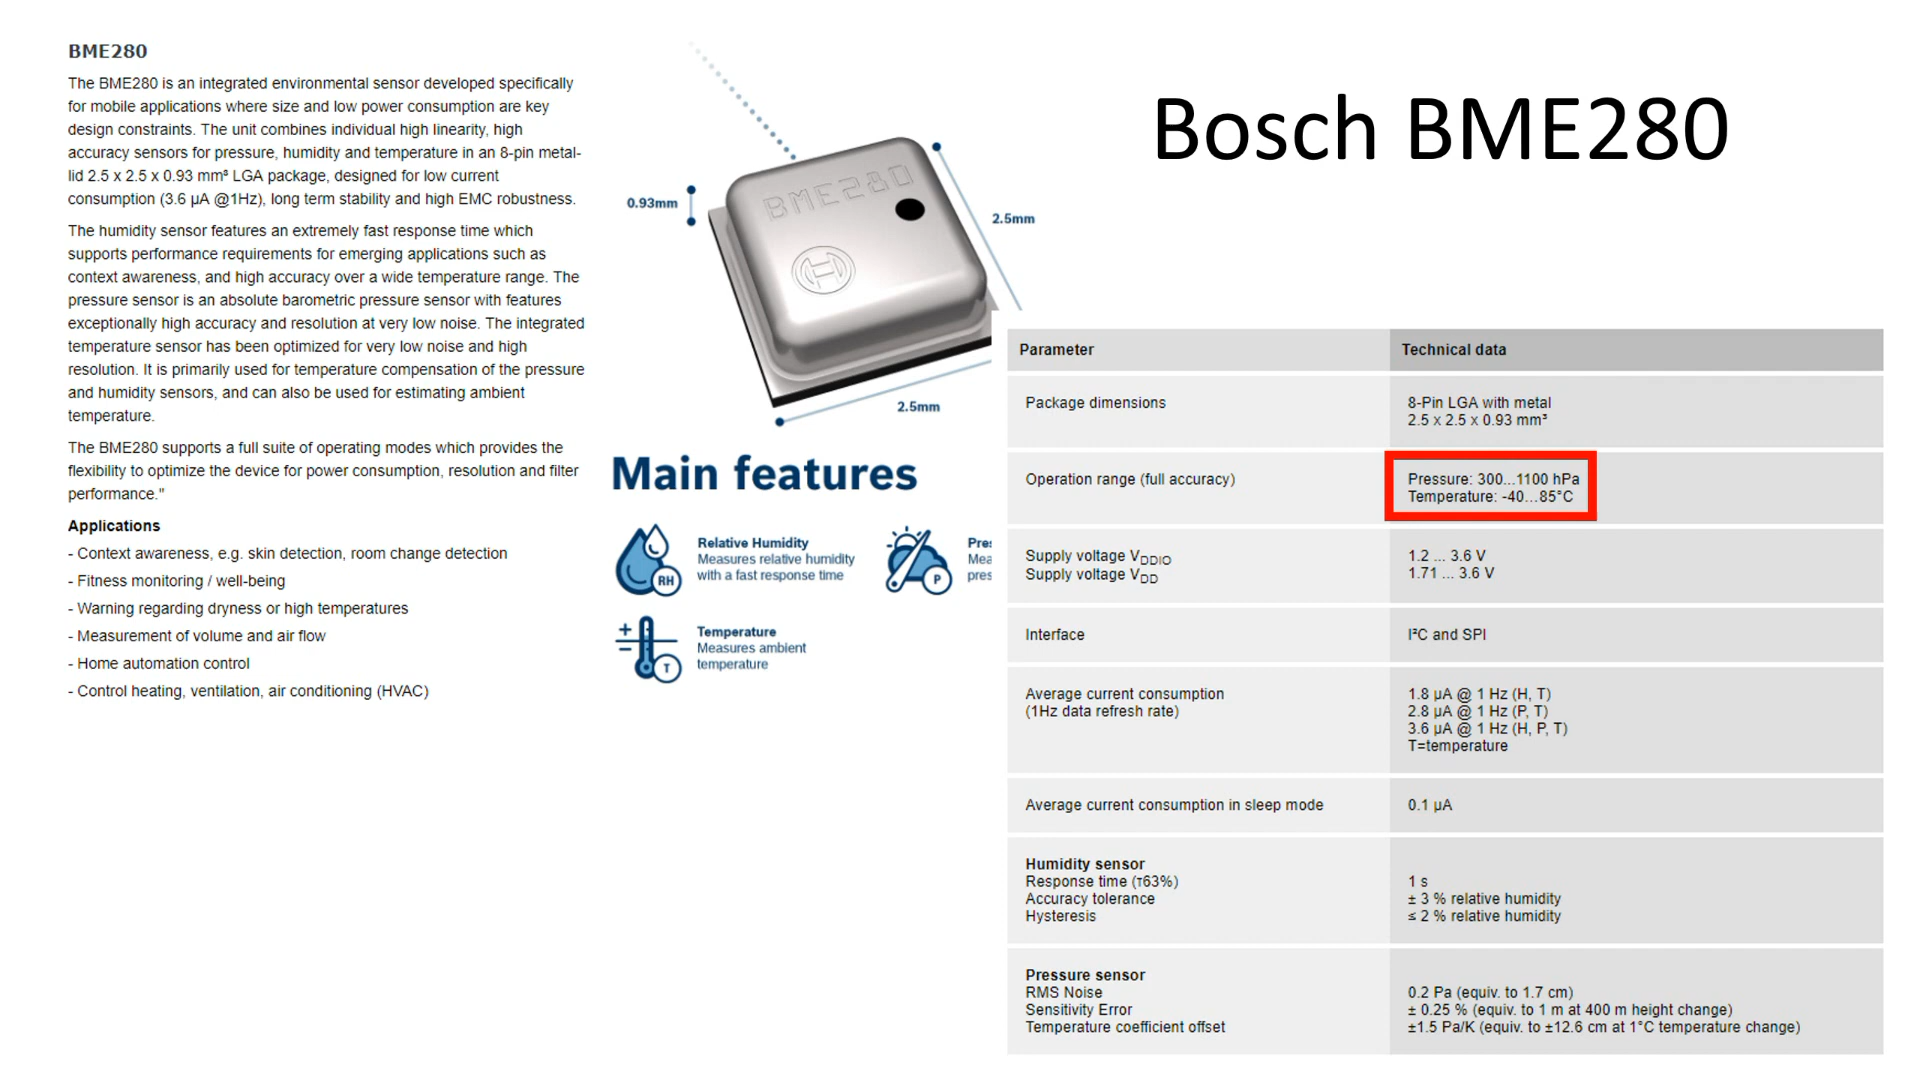 BME280
The BME280 is an integrated environmental sensor developed specifically
for mobile applications where size and low power consumption are key
design constraints. The unit combines individual high linearity, high
accuracy sensors for pressure, humidity and temperature in an 8-pin metal-
lid 2.5 x 2.5 x 0.93 mm³ LGA package, designed for low current
consumption (3.6 μA @1Hz), long term stability and high EMC robustness.
The humidity sensor features an extremely fast response time which
supports performance requirements for emerging applications such as
context awareness, and high accuracy over a wide temperature range. The
pressure sensor is an absolute barometric pressure sensor with features
exceptionally high accuracy and resolution at very low noise. The integrated
temperature sensor has been optimized for very low noise and high
resolution. It is primarily used for temperature compensation of the pressure
and humidity sensors, and can also be used for estimating ambient
temperature.
The BME280 supports a full suite of operating modes which provides the
flexibility to optimize the device for power consumption, resolution and filter
performance."
Applications
- Context awareness, e.g. skin detection, room change detection
- Fitness monitoring / well-being
- Warning regarding dryness or high temperatures
- Measurement of volume and air flow
- Home automation control
- Control heating, ventilation, air conditioning (HVAC)
0.93mm
BME280
2.5mm
2.5mm
Main features
RH
Relative Humidity
Measures relative humidity
with a fast response time
P
T
Temperature
Measures ambient
temperature
Bosch BME280
Parameter Technical data
Package dimensions 8-Pin LGA with metal
2.5 x 2.5 x 0.93 mm³
Operation range (full accuracy) Pressure: 300...1100 hPa
Temperature: -40...85°C
Supply voltage VDDIO 1.2 ... 3.6 V
Supply voltage VDD 1.71 ... 3.6 V
Interface I²C and SPI
Average current consumption 1.8 μA @ 1 Hz (H, T)
(1Hz data refresh rate) 2.8 μA @ 1 Hz (P, T)
3.6 μA @ 1 Hz (H, P, T)
T=temperature
Average current consumption in sleep mode 0.1 μA
Humidity sensor
Response time (τ63%) 1 s
Accuracy tolerance ± 3 % relative humidity
Hysteresis ≤ 2 % relative humidity
Pressure sensor
RMS Noise 0.2 Pa (equiv. to 1.7 cm)
Sensitivity Error ± 0.25 % (equiv. to 1 m at 400 m height change)
Temperature coefficient offset ±1.5 Pa/K (equiv. to ±12.6 cm at 1°C temperature change)